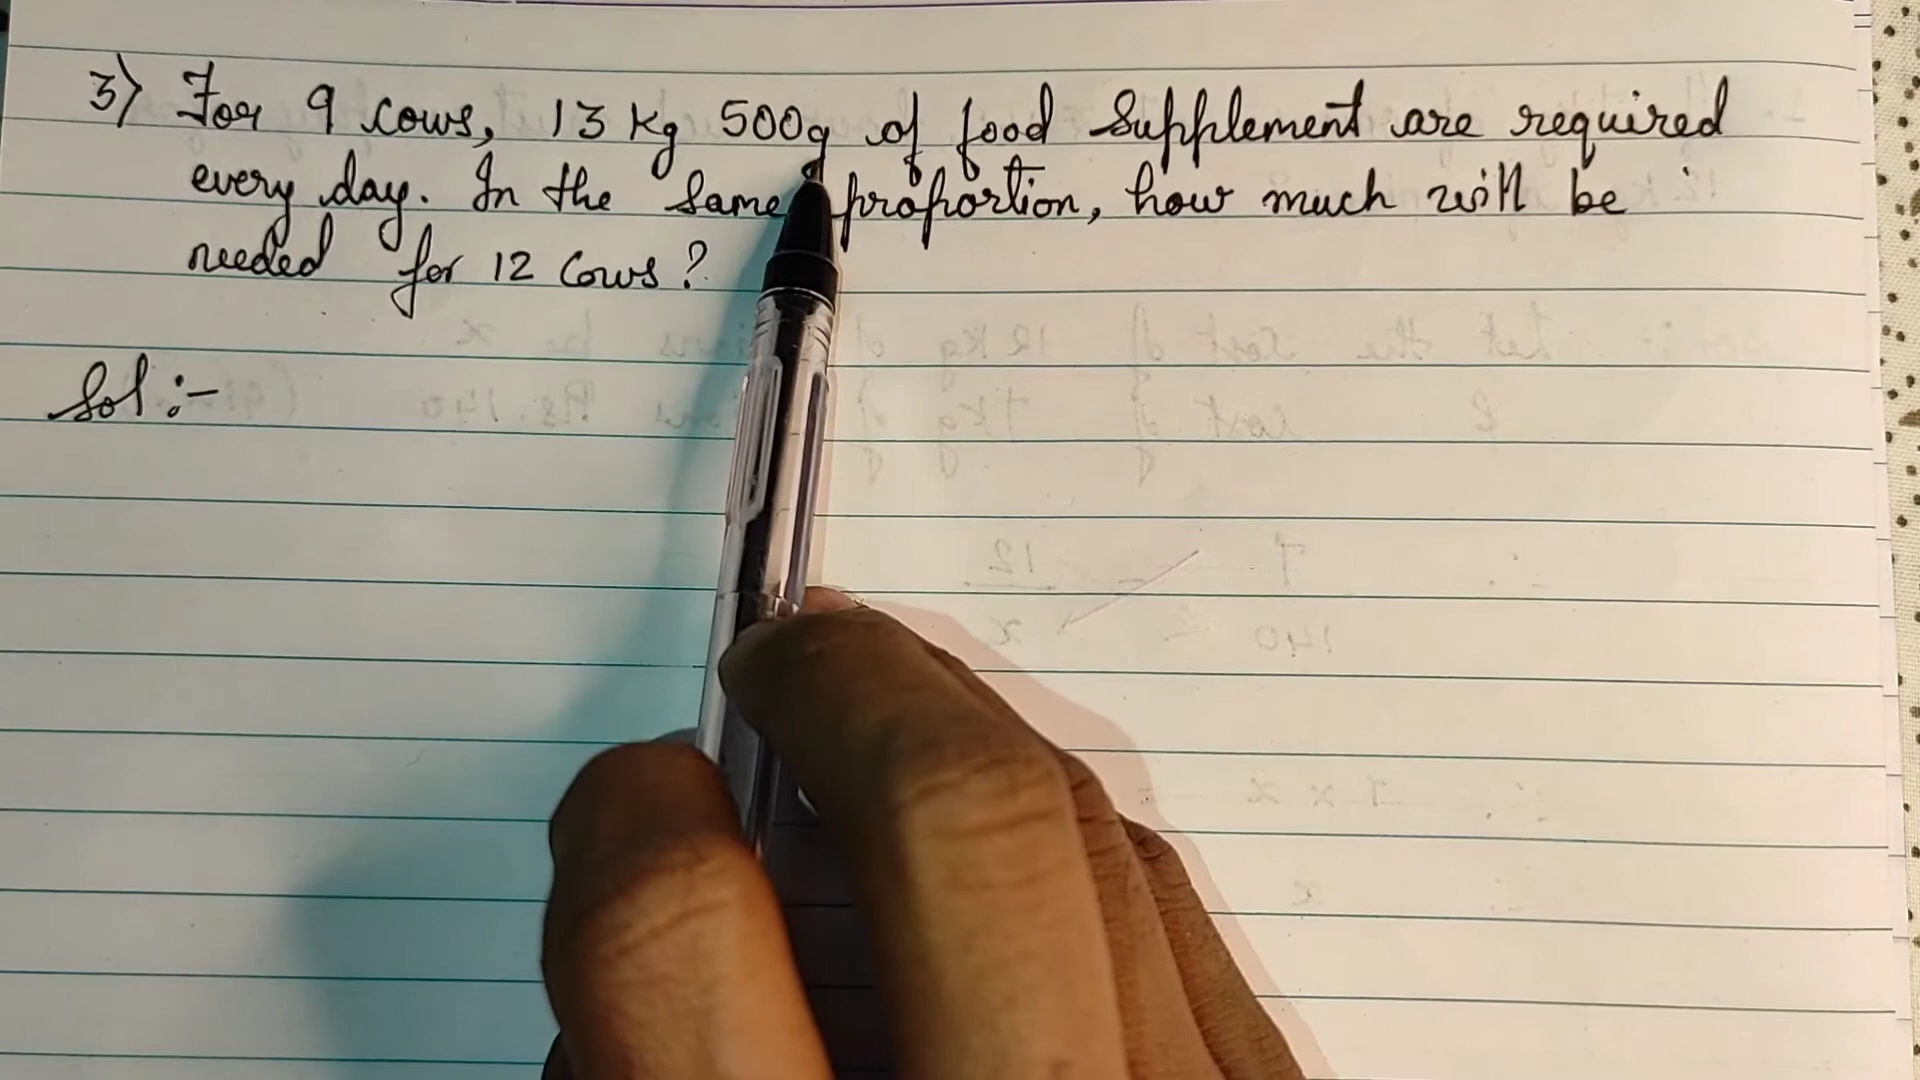 3) For 9 cows, 13 kg 500g of food Supplement are required
every day. In the same proportion, how much will be
needed for 12 Cows?
Sol :-